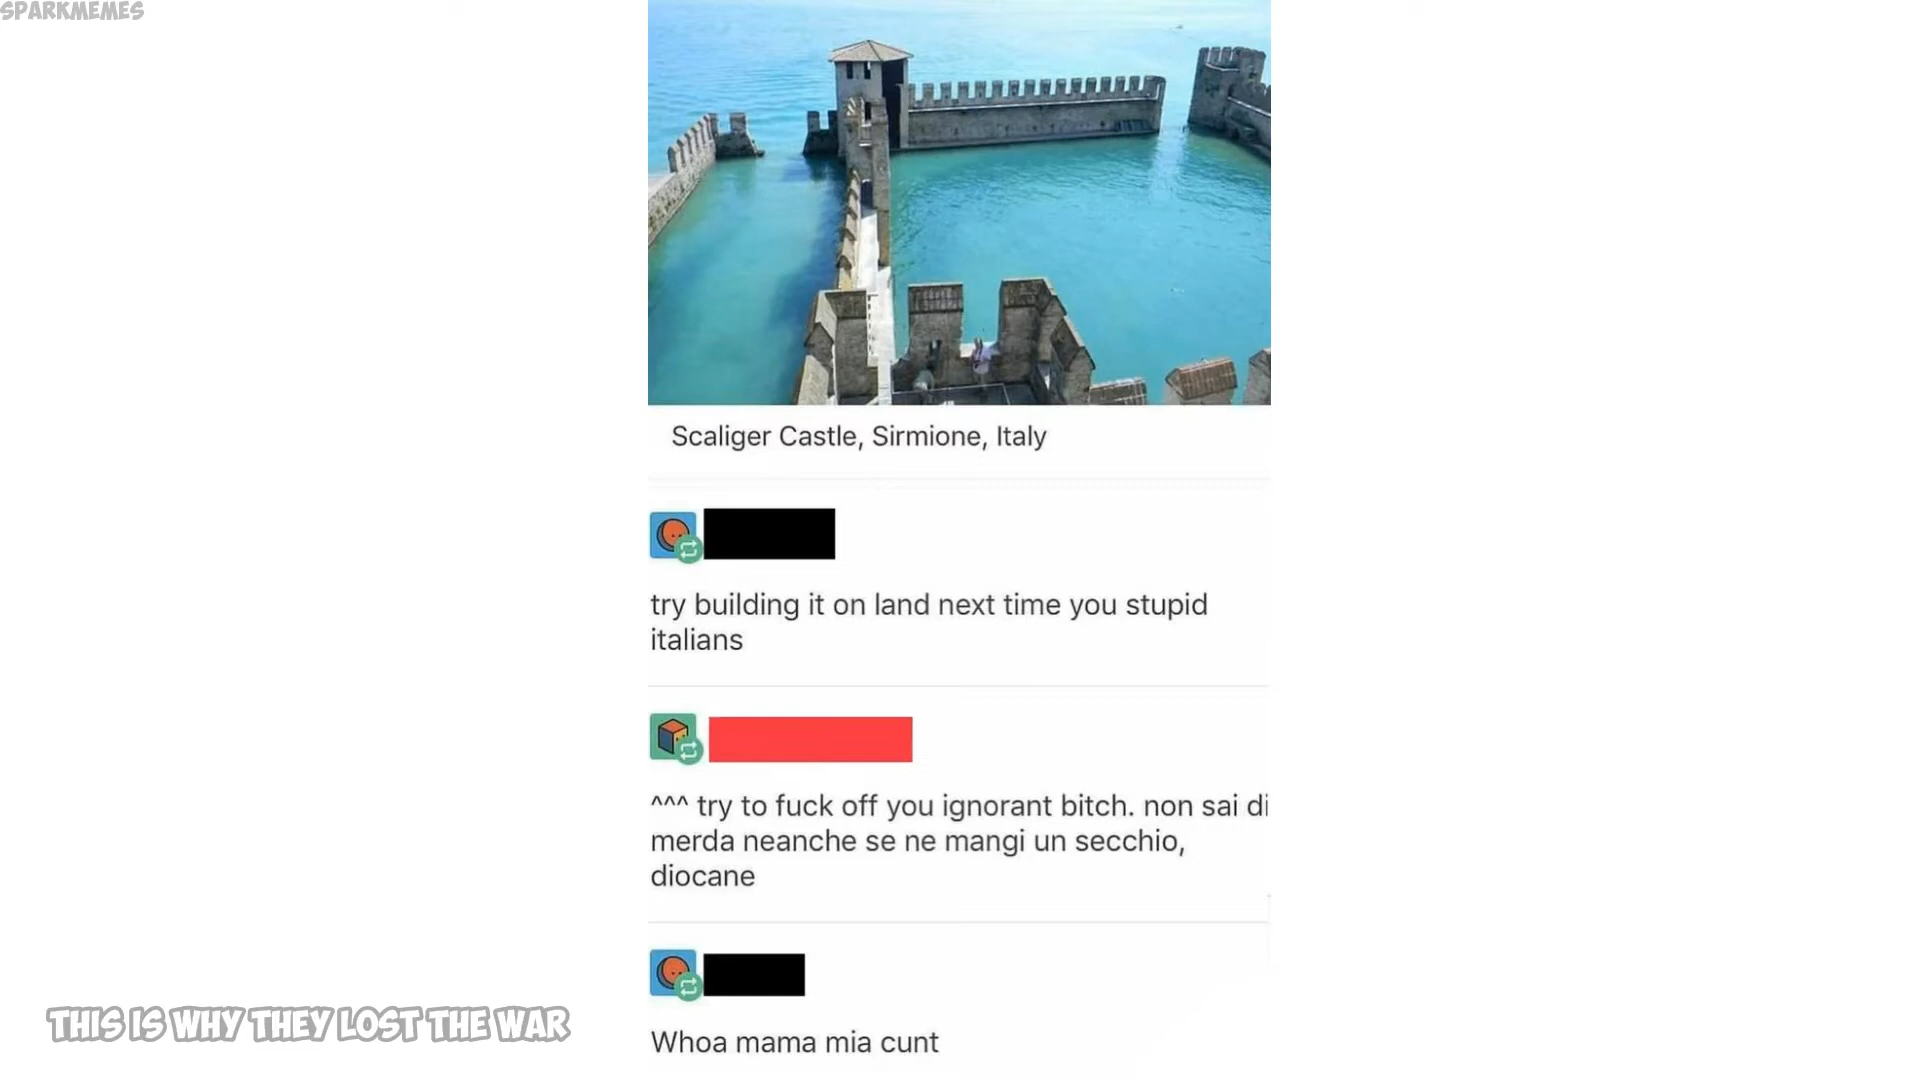 SPARKMEMES
Scaliger Castle, Sirmione, Italy
try building it on land next time you stupid
italians
^^^ try to fuck off you ignorant bitch. non sai di
merda neanche se ne mangi un secchio,
diocane
THIS IS WHY THEY LOST THE WAR
Whoa mama mia cunt